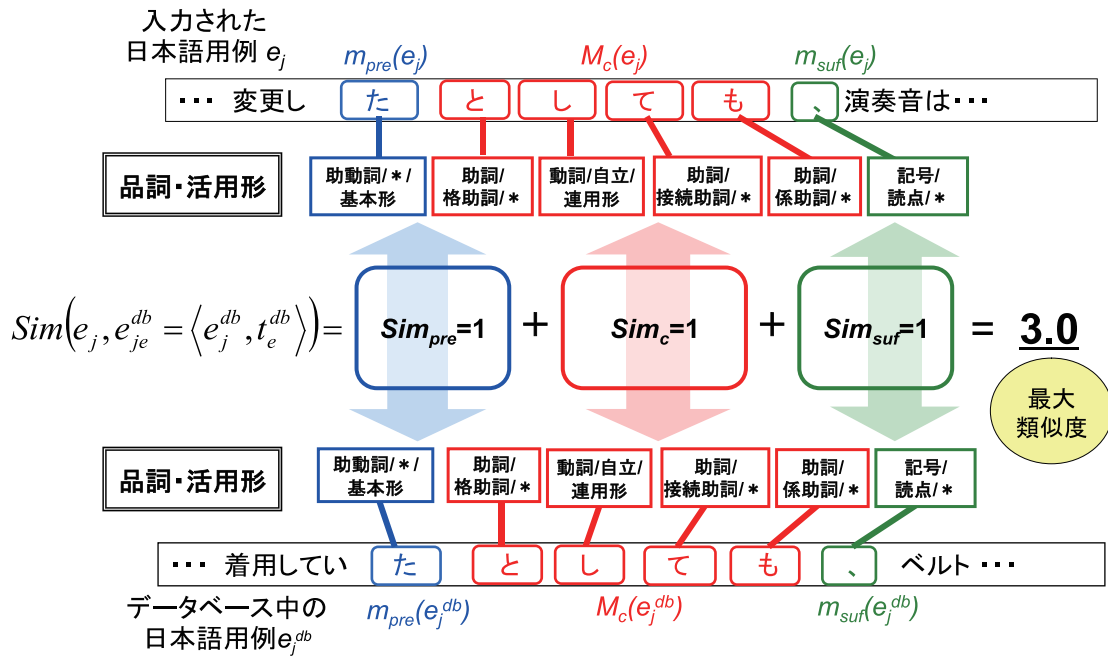 入力された
日本語用例 e_j
m_pre(e_j) M_c(e_j) m_suf(e_j)
··· 変更し た と し て も 、 演奏音は···
品詞・活用形
助動詞/*/
基本形
助詞/
格助詞/*
動詞/自立/
連用形
助詞/
接続助詞/*
助詞/
係助詞/*
記号/
読点/*
Sim(e_j, e_je^db = ⟨e_j^db, t_e^db⟩) = Sim_pre=1 + Sim_c=1 + Sim_suf=1 = 3.0
最大
類似度
品詞・活用形
助動詞/*/
基本形
助詞/
格助詞/*
動詞/自立/
連用形
助詞/
接続助詞/*
助詞/
係助詞/*
記号/
読点/*
··· 着用してい た と し て も 、 ベルト ···
m_pre(e_j^db) M_c(e_j^db) m_suf(e_j^db)
データベース中の
日本語用例e_j^db